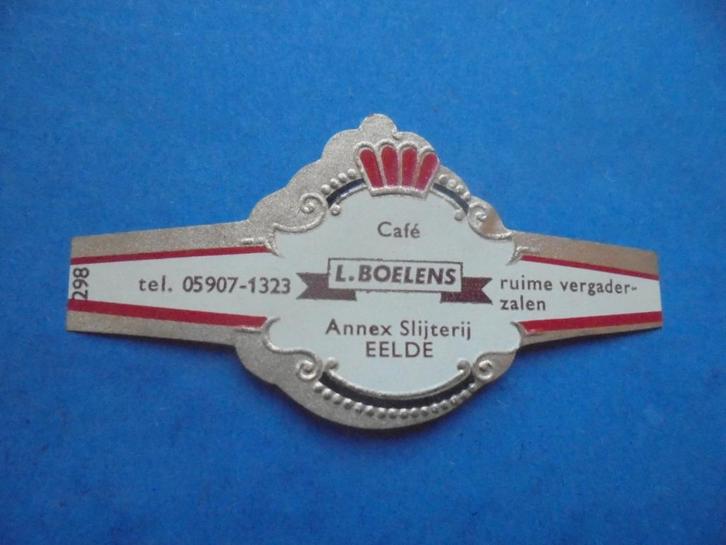 298
tel. 05907-1323
Café
L. BOELENS
Annex Slijterij
EELDE
ruime vergader-
zalen